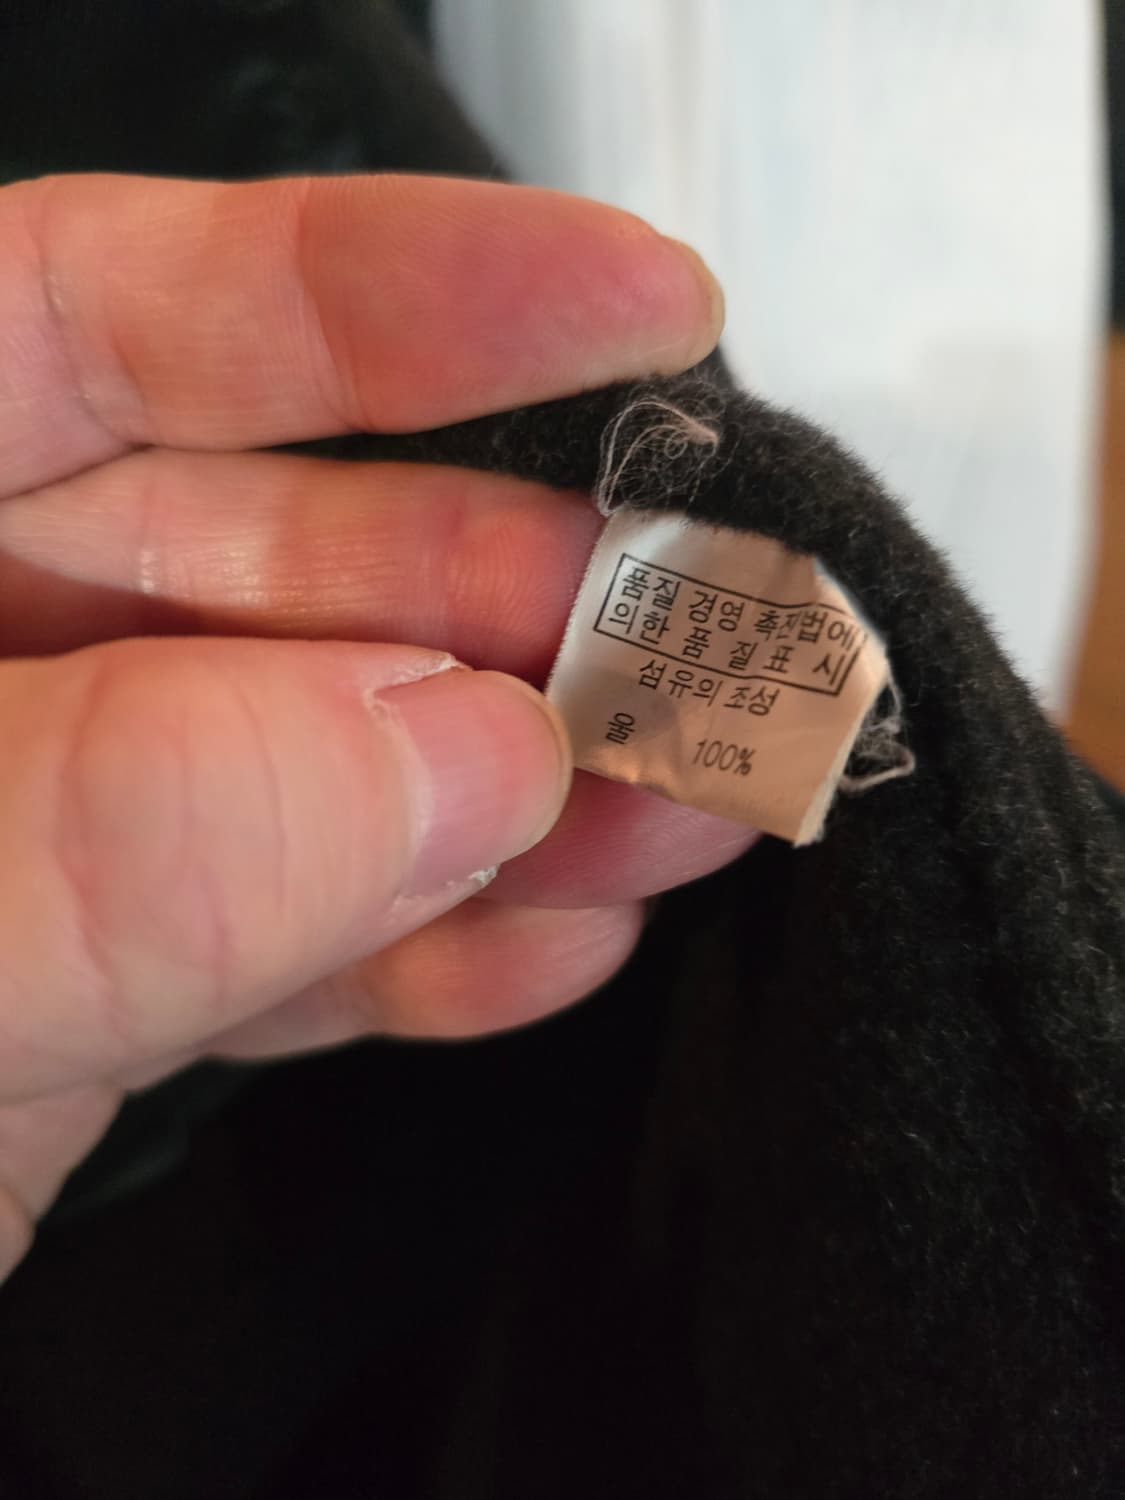 품질 경영 촉진법에
의한 품 질 표 시
섬유의 조성
울 100%